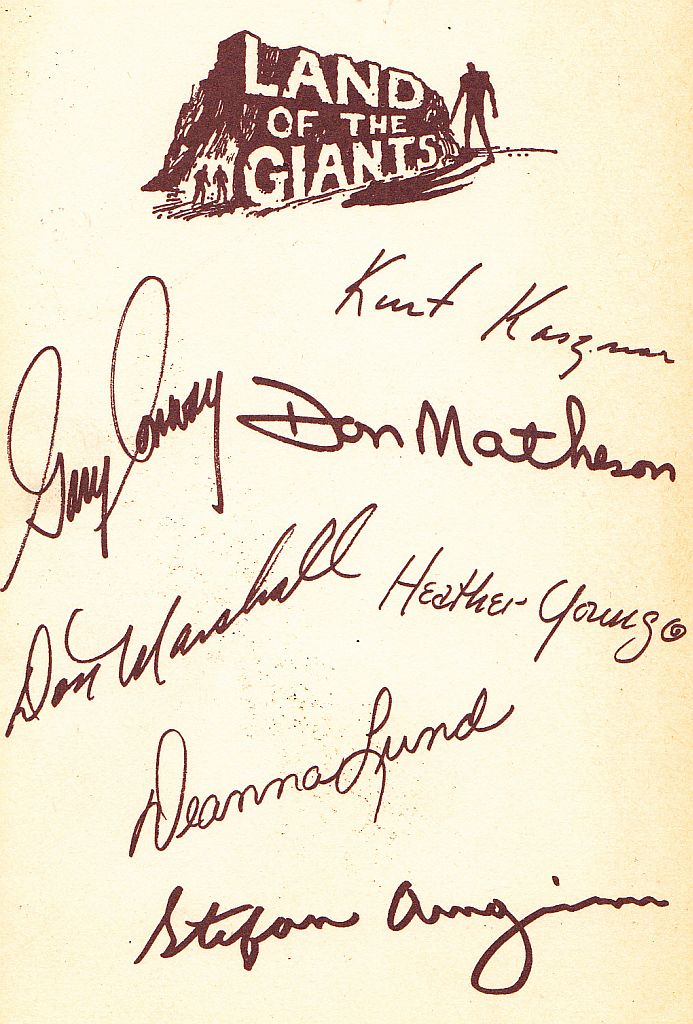 LAND
OF THE
GIANTS
Kurt Kasznar
Gary Conway
Don Matheson
Don Marshall
Heather Young
Deanna Lund
Stefan Arngrim